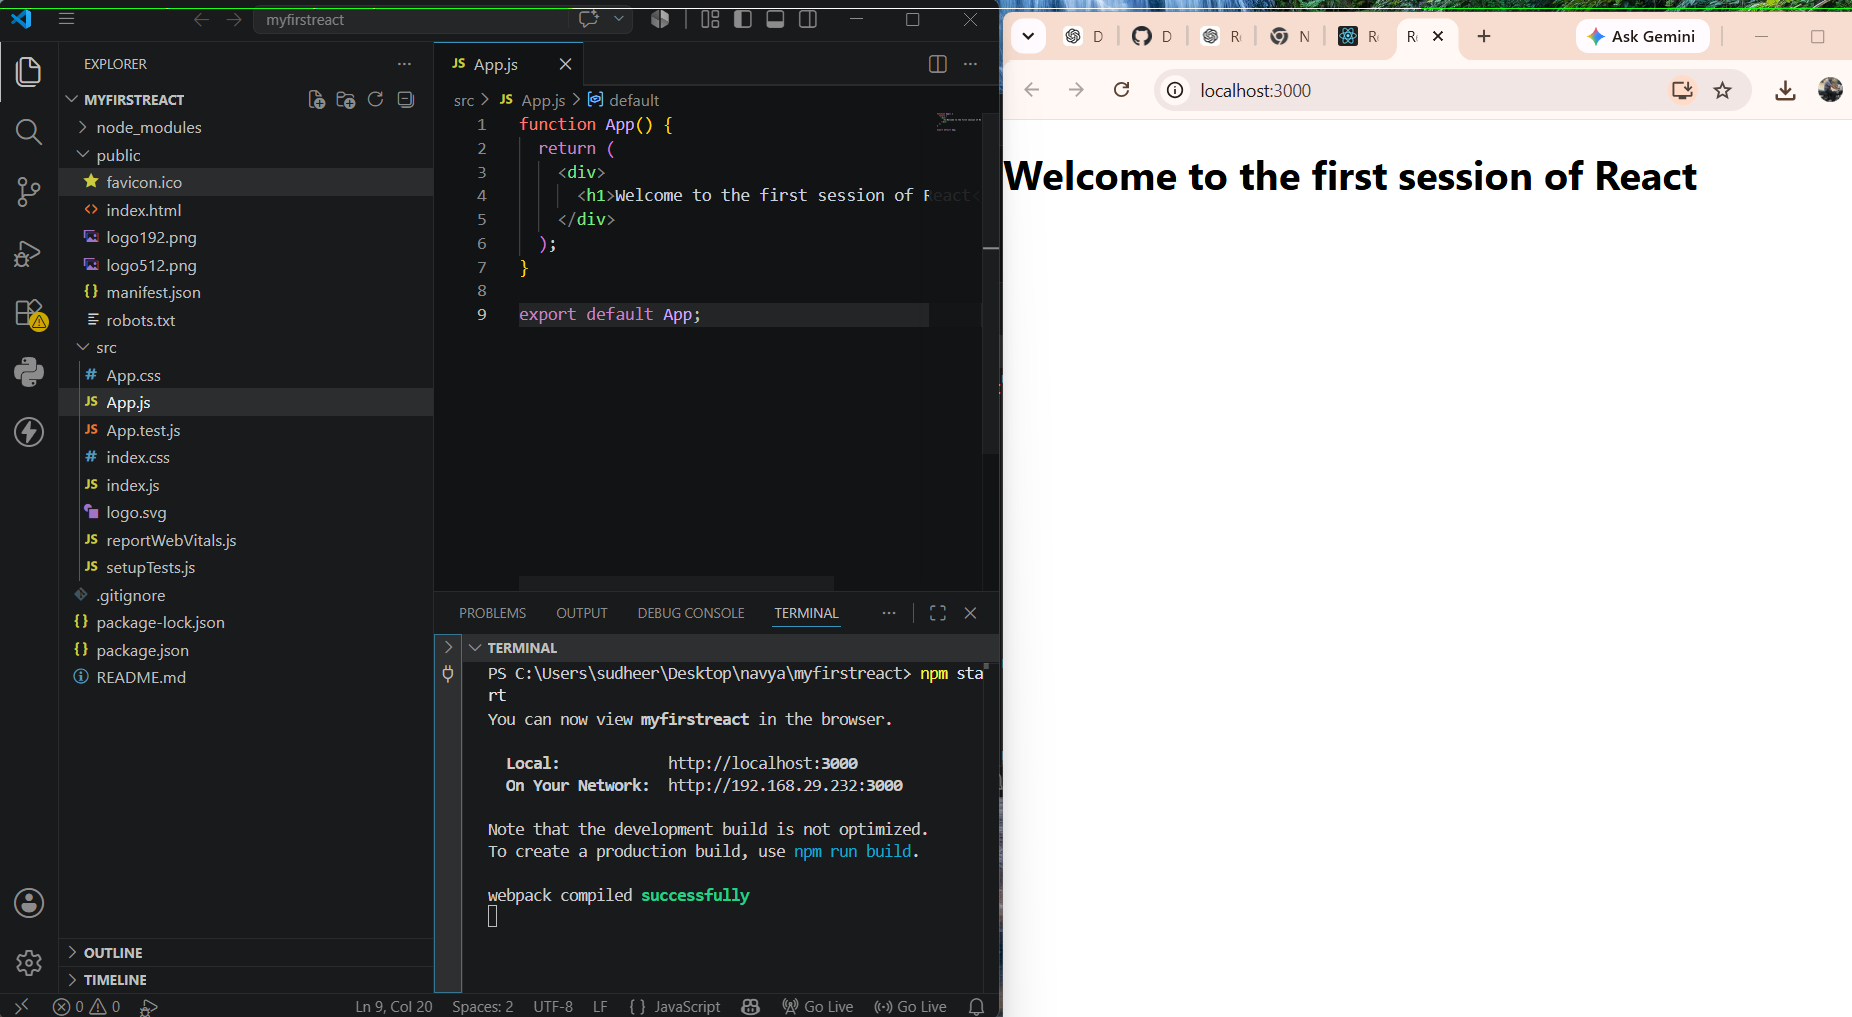 myfirstreact
EXPLORER
MYFIRSTREACT
node_modules
public
favicon.ico
index.html
logo192.png
logo512.png
manifest.json
robots.txt
src
App.css
App.js
App.test.js
index.css
index.js
logo.svg
reportWebVitals.js
setupTests.js
.gitignore
package-lock.json
package.json
README.md
OUTLINE
TIMELINE
JS App.js
src > JS App.js > default
1 function App() {
2 return (
3 <div>
4 <h1>Welcome to the first session of React<
5 </div>
6 );
7 }
8
9 export default App;
PROBLEMS OUTPUT DEBUG CONSOLE TERMINAL
TERMINAL
PS C:\Users\sudheer\Desktop\navya\myfirstreact> npm sta
rt
You can now view myfirstreact in the browser.
Local: http://localhost:3000
On Your Network: http://192.168.29.232:3000
Note that the development build is not optimized.
To create a production build, use npm run build.
webpack compiled successfully
0 0 Ln 9, Col 20 Spaces: 2 UTF-8 LF { } JavaScript Go Live Go Live
D D R N R R Ask Gemini
localhost:3000
Welcome to the first session of React